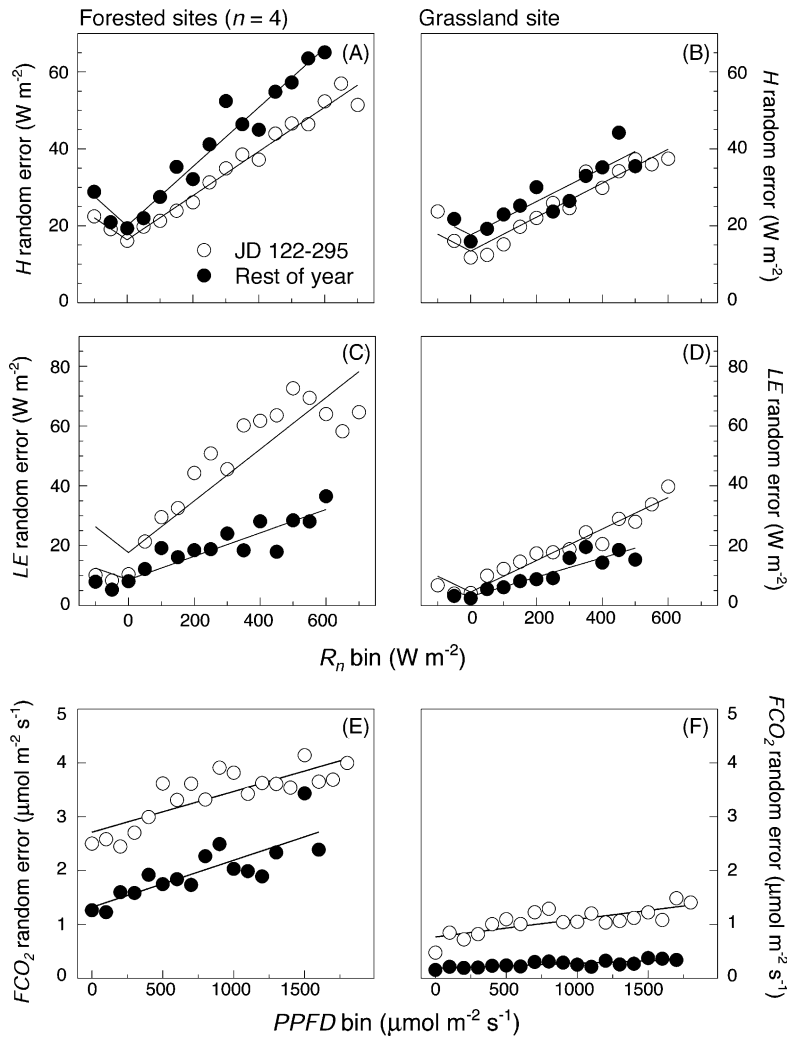 Forested sites (n = 4) Grassland site
(A) (B)
60 60
40 40
20 20
0 0
H random error (W m-2)
H random error (W m-2)
JD 122-295
Rest of year
(C) (D)
80 80
60 60
40 40
20 20
0 0
LE random error (W m-2)
LE random error (W m-2)
0 200 400 600 0 200 400 600
Rn bin (W m-2)
(E) (F)
5 5
4 4
3 3
2 2
1 1
0 0
FCO2 random error (μmol m-2 s-1)
FCO2 random error (μmol m-2 s-1)
0 500 1000 1500 0 500 1000 1500
PPFD bin (μmol m-2 s-1)